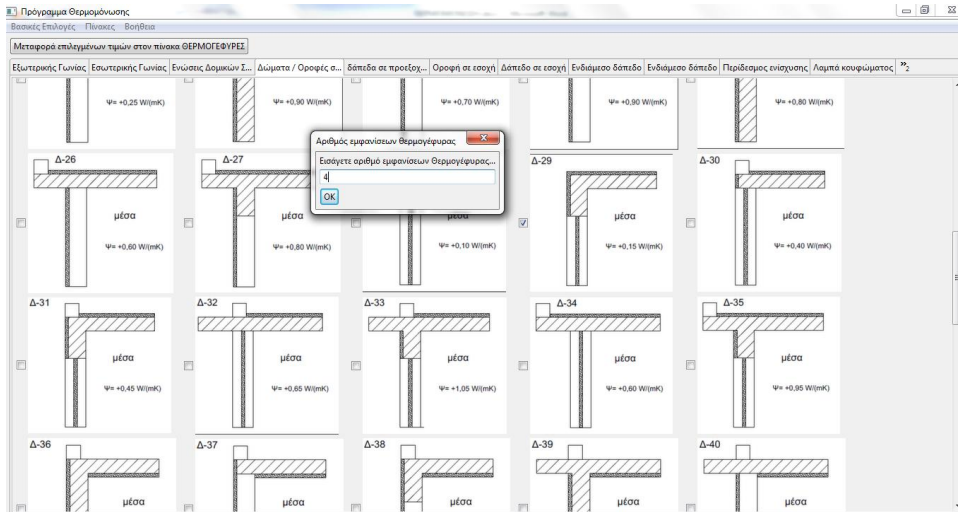 Πρόγραμμα Θερμομόνωσης
Βασικές Επιλογές Πίνακες Βοήθεια
Μεταφορά επιλεγμένων τιμών στον πίνακα ΘΕΡΜΟΓΕΦΥΡΕΣ
Εξωτερικής Γωνίας Εσωτερικής Γωνίας Ενώσεις Δομικών Σ... Δώματα / Οροφές σ... δάπεδα σε προεξοχ... Οροφή σε εσοχή Δάπεδο σε εσοχή Ενδιάμεσο δάπεδο Ενδιάμεσο δάπεδο Περίδεσμος ενίσχυσης Λαμπά κουφώματος »2
Ψ= +0,25 W/(mK) Ψ= +0,90 W/(mK) Ψ= +0,70 W/(mK) Ψ= +0,90 W/(mK) Ψ= +0,80 W/(mK)
Αριθμός εμφανίσεων θερμογέφυρας
Εισάγετε αριθμό εμφανίσεων Θερμογέφυρας...
4
OK
Δ-26 Δ-27 Δ-29 Δ-30
μέσα μέσα μέσα μέσα μέσα
Ψ= +0,60 W/(mK) Ψ= +0,80 W/(mK) Ψ= +0,10 W/(mK) Ψ= +0,15 W/(mK) Ψ= +0,40 W/(mK)
Δ-31 Δ-32 Δ-33 Δ-34 Δ-35
μέσα μέσα μέσα μέσα μέσα
Ψ= +0,45 W/(mK) Ψ= +0,65 W/(mK) Ψ= +1,05 W/(mK) Ψ= +0,60 W/(mK) Ψ= +0,95 W/(mK)
Δ-36 Δ-37 Δ-38 Δ-39 Δ-40
μέσα μέσα μέσα μέσα μέσα